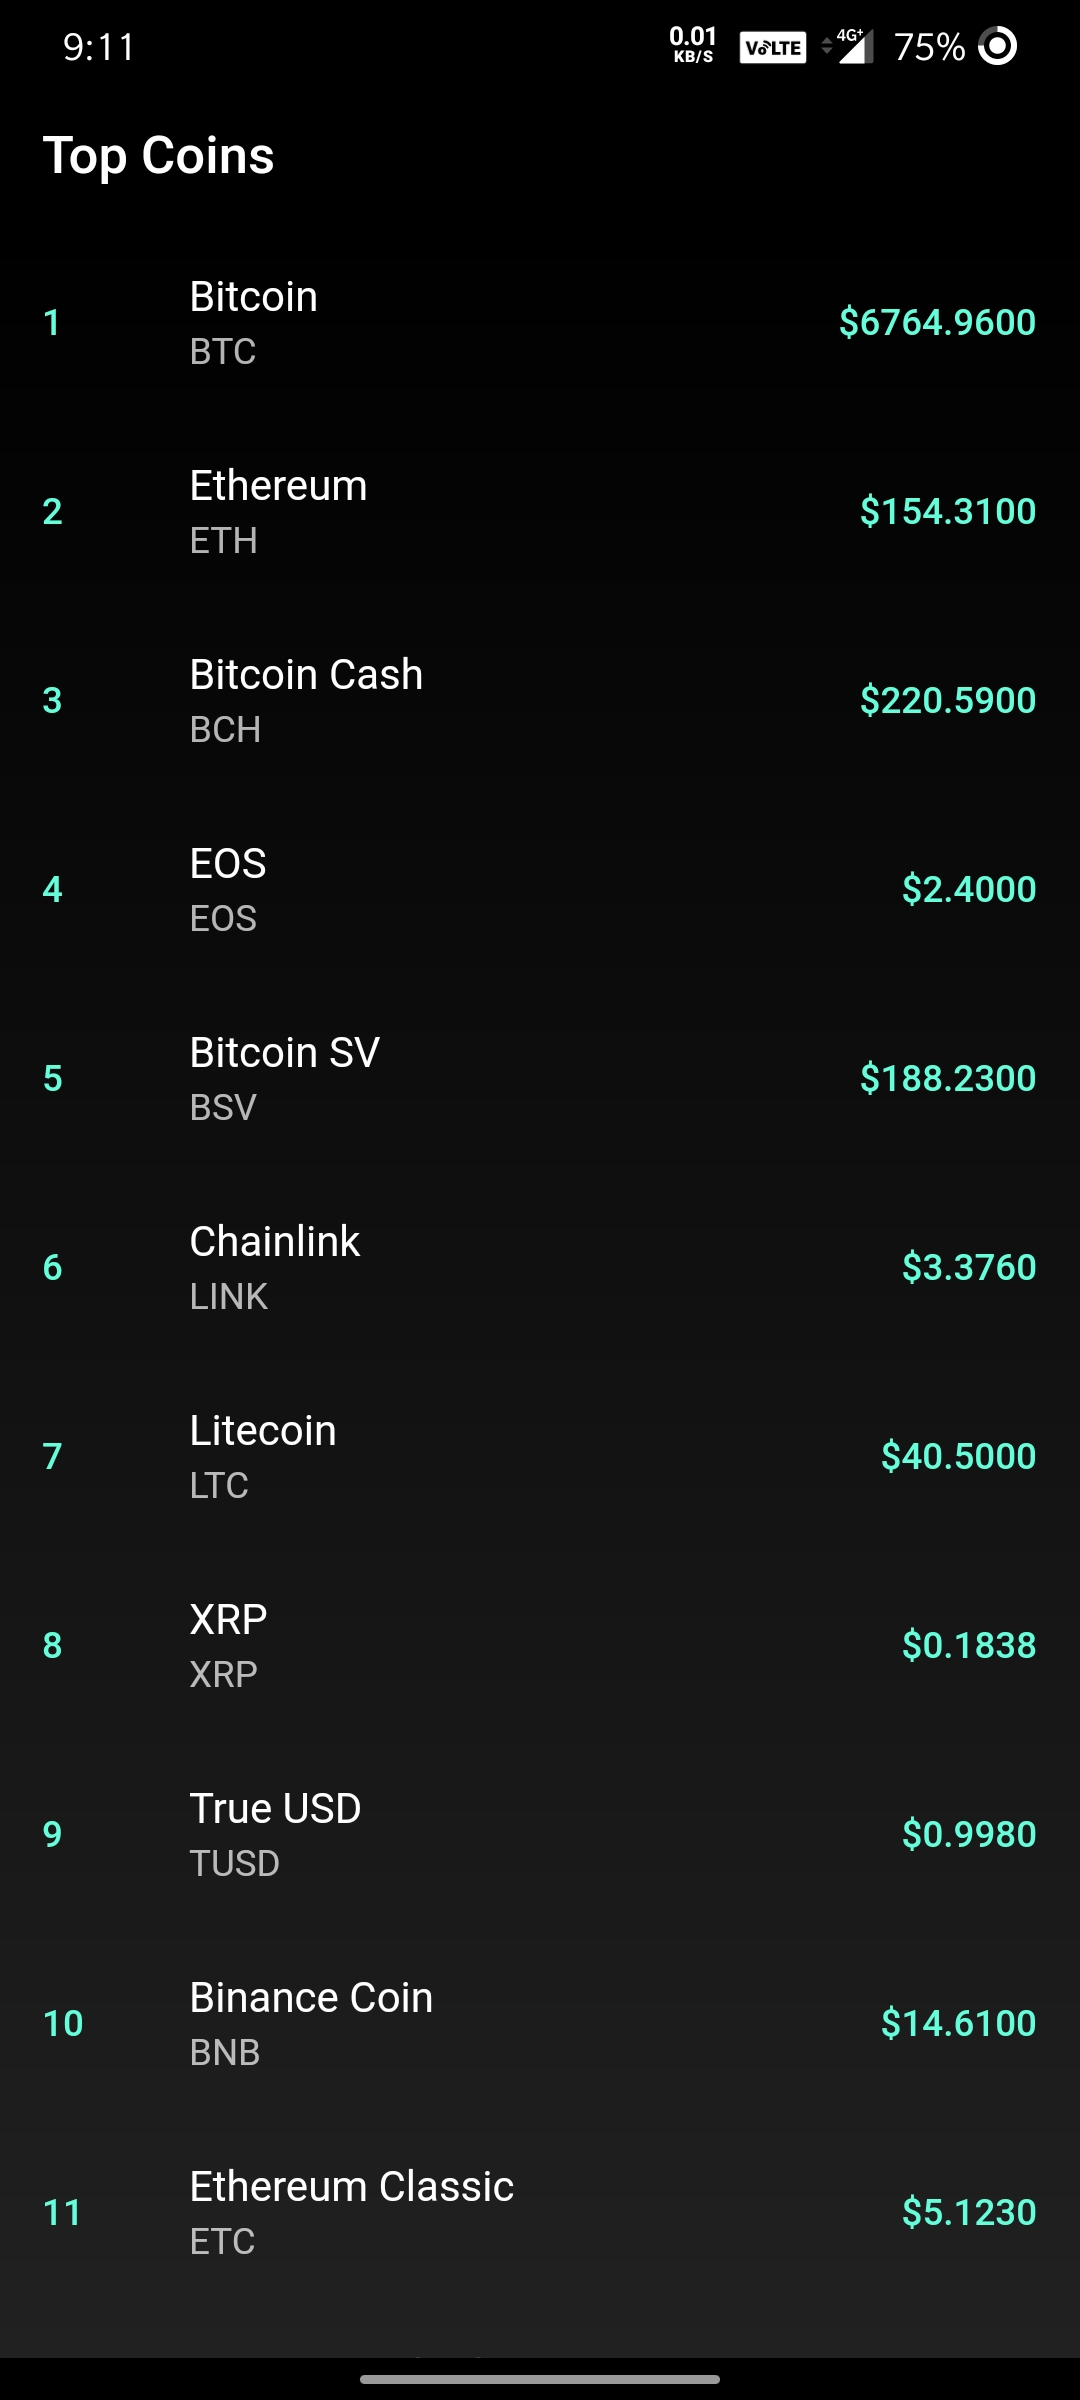 9:11
0.01 KB/S VoLTE 4G+ 75%
Top Coins
1 Bitcoin $6764.9600
BTC
2 Ethereum $154.3100
ETH
3 Bitcoin Cash $220.5900
BCH
4 EOS $2.4000
EOS
5 Bitcoin SV $188.2300
BSV
6 Chainlink $3.3760
LINK
7 Litecoin $40.5000
LTC
8 XRP $0.1838
XRP
9 True USD $0.9980
TUSD
10 Binance Coin $14.6100
BNB
11 Ethereum Classic $5.1230
ETC